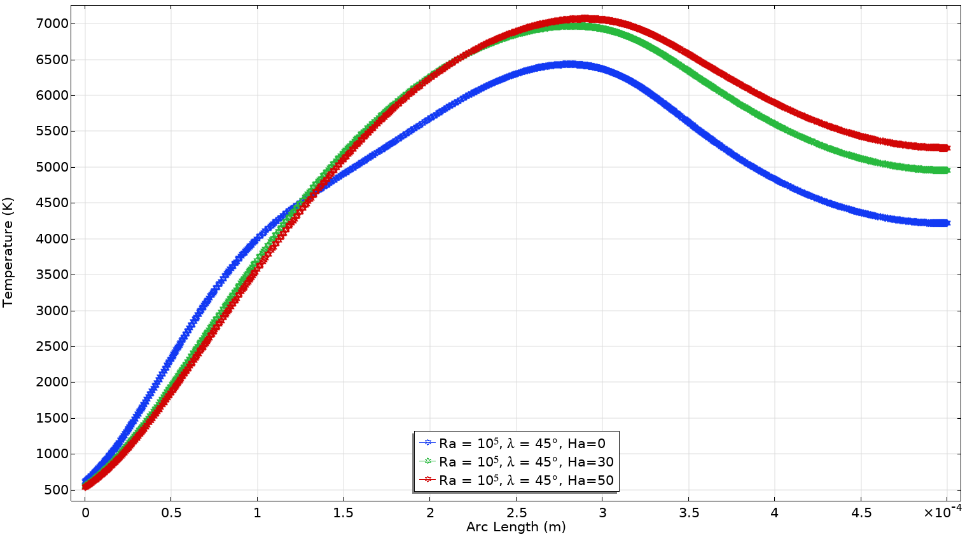 7000
6500
6000
5500
5000
4500
4000
3500
3000
2500
2000
1500
1000
500
Temperature (K)
Ra = 10⁵, λ = 45°, Ha=0
Ra = 10⁵, λ = 45°, Ha=30
Ra = 10⁵, λ = 45°, Ha=50
0 0.5 1 1.5 2 2.5 3 3.5 4 4.5 ×10⁻⁴
Arc Length (m)